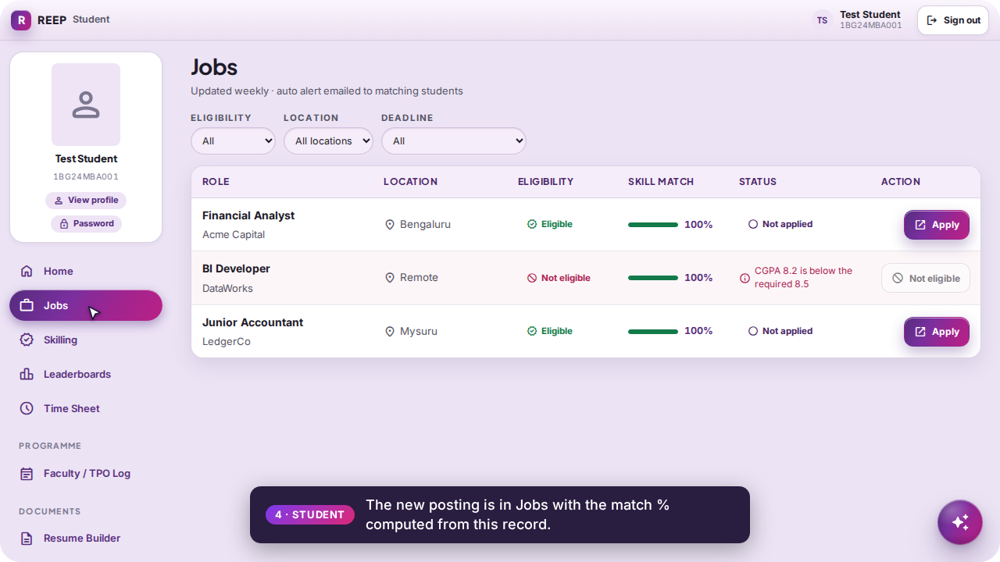 R REEP Student
TS Test Student
1BG24MBA001
Sign out
Test Student
1BG24MBA001
View profile
Password
Home
Jobs
Skilling
Leaderboards
Time Sheet
PROGRAMME
Faculty / TPO Log
DOCUMENTS
Resume Builder
Jobs
Updated weekly · auto alert emailed to matching students
ELIGIBILITY LOCATION DEADLINE
All All locations All
ROLE LOCATION ELIGIBILITY SKILL MATCH STATUS ACTION
Financial Analyst
Acme Capital
Bengaluru Eligible 100% Not applied Apply
BI Developer
DataWorks
Remote Not eligible 100% CGPA 8.2 is below the
required 8.5
Not eligible
Junior Accountant
LedgerCo
Mysuru Eligible 100% Not applied Apply
4 · STUDENT
The new posting is in Jobs with the match %
computed from this record.